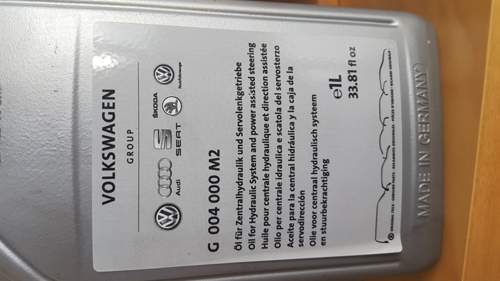 VOLKSWAGEN
GROUP
Audi
SEAT
ŠKODA
G 004 000 M2
Öl für Zentralhydraulik und Servolenkgetriebe
Oil for Hydraulic System and power assisted steering
Huile pour centrale hydraulique et direction assistée
Olio per centrale idraulica e scatola del servosterzo
Aceite para la central hidráulica y la caja de la
servodirección
Olie voor centraal hydraulisch systeem
en stuurbekrachtiging
℮1L
33.81 fl oz
MADE IN GERMANY